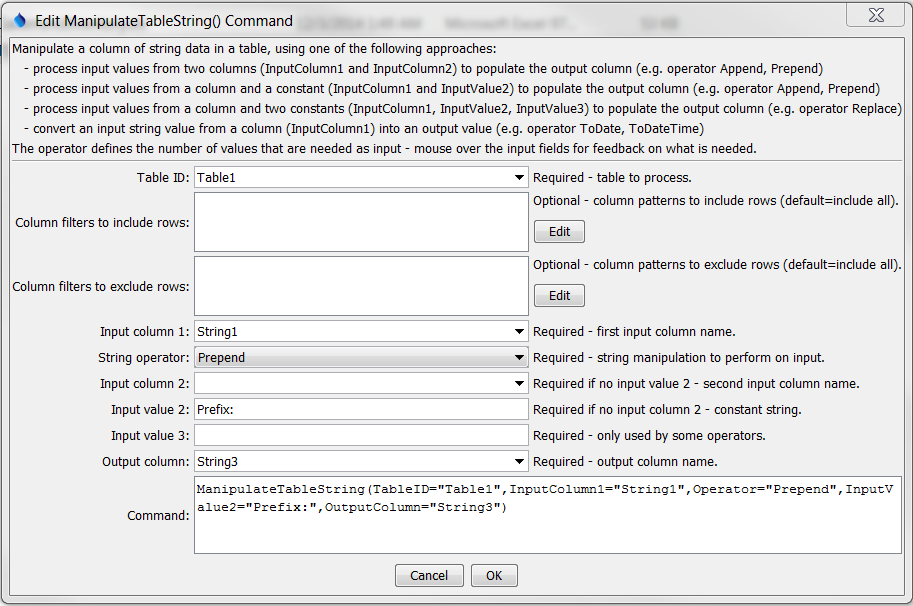 Edit ManipulateTableString() Command
Manipulate a column of string data in a table, using one of the following approaches:
- process input values from two columns (InputColumn1 and InputColumn2) to populate the output column (e.g. operator Append, Prepend)
- process input values from a column and a constant (InputColumn1 and InputValue2) to populate the output column (e.g. operator Append, Prepend)
- process input values from a column and two constants (InputColumn1, InputValue2, InputValue3) to populate the output column (e.g. operator Replace)
- convert an input string value from a column (InputColumn1) into an output value (e.g. operator ToDate, ToDateTime)
The operator defines the number of values that are needed as input - mouse over the input fields for feedback on what is needed.
Table ID: Table1 Required - table to process.
Optional - column patterns to include rows (default=include all).
Column filters to include rows: Edit
Optional - column patterns to exclude rows (default=include all).
Column filters to exclude rows: Edit
Input column 1: String1 Required - first input column name.
String operator: Prepend Required - string manipulation to perform on input.
Input column 2: Required if no input value 2 - second input column name.
Input value 2: Prefix: Required if no input column 2 - constant string.
Input value 3: Required - only used by some operators.
Output column: String3 Required - output column name.
ManipulateTableString(TableID="Table1",InputColumn1="String1",Operator="Prepend",InputV
alue2="Prefix:",OutputColumn="String3")
Command:
Cancel OK